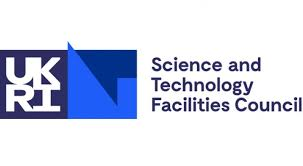 UK
RI
Science and
Technology
Facilities Council